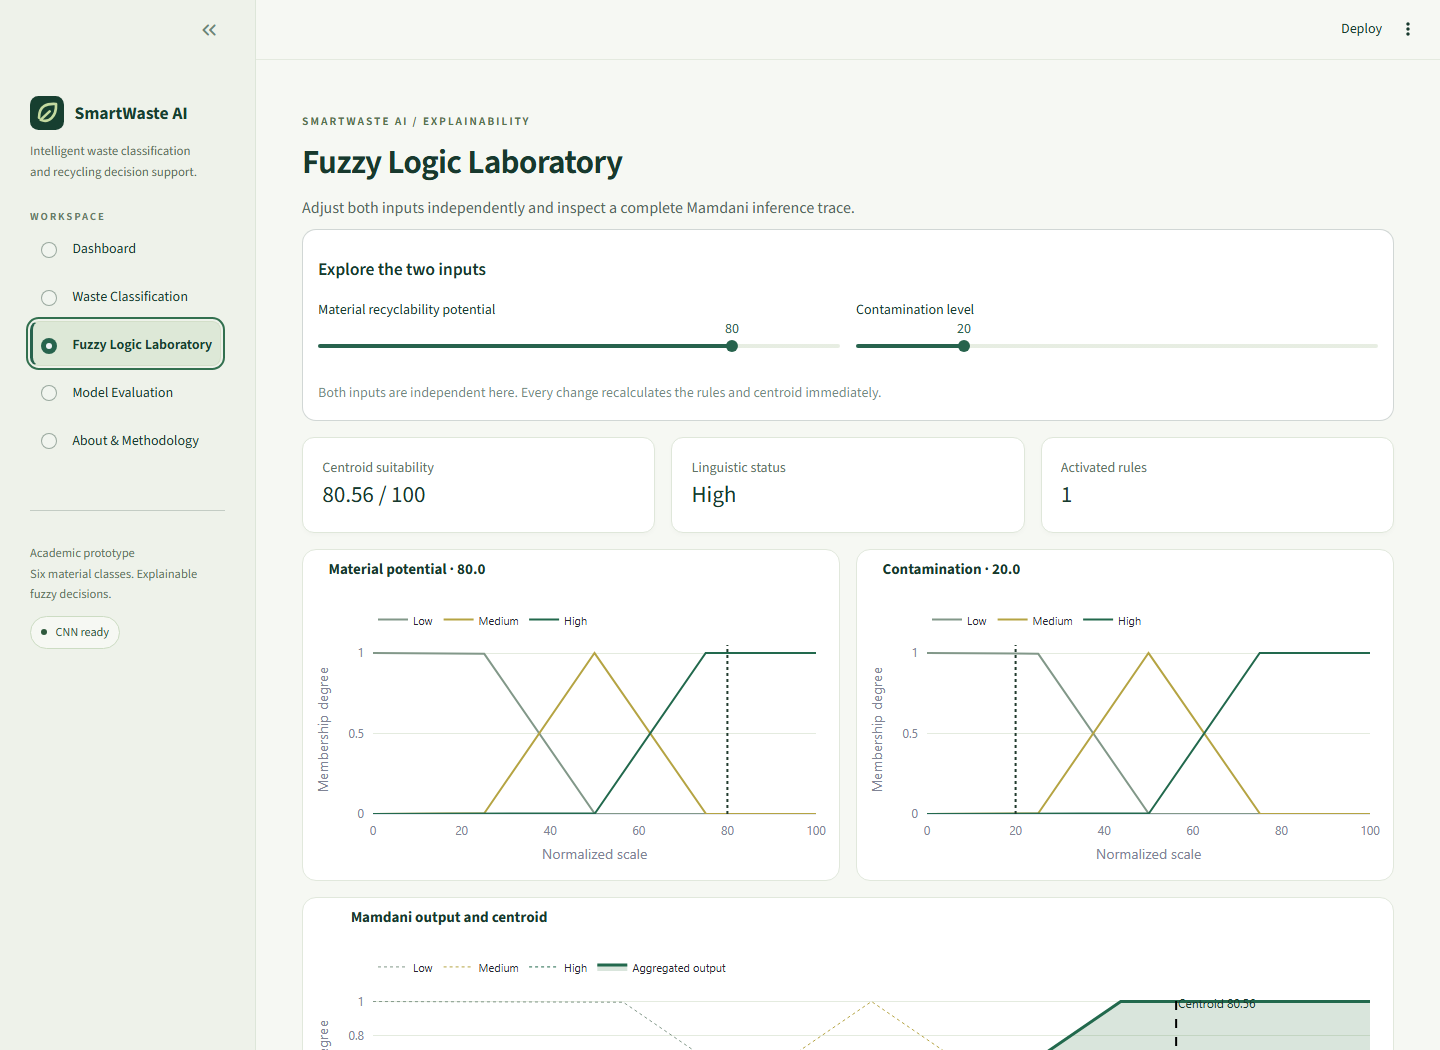 Deploy
SmartWaste AI
Intelligent waste classification
and recycling decision support.
WORKSPACE
Dashboard
Waste Classification
Fuzzy Logic Laboratory
Model Evaluation
About & Methodology
Academic prototype
Six material classes. Explainable
fuzzy decisions.
CNN ready
SMARTWASTE AI / EXPLAINABILITY
Fuzzy Logic Laboratory
Adjust both inputs independently and inspect a complete Mamdani inference trace.
Explore the two inputs
Material recyclability potential
80
Contamination level
20
Both inputs are independent here. Every change recalculates the rules and centroid immediately.
Centroid suitability
80.56 / 100
Linguistic status
High
Activated rules
1
Material potential · 80.0
Low Medium High
1
0.5
0
Membership degree
0 20 40 60 80 100
Normalized scale
Contamination · 20.0
Low Medium High
1
0.5
0
Membership degree
0 20 40 60 80 100
Normalized scale
Mamdani output and centroid
Low Medium High Aggregated output
1
Centroid 80.56
0.8